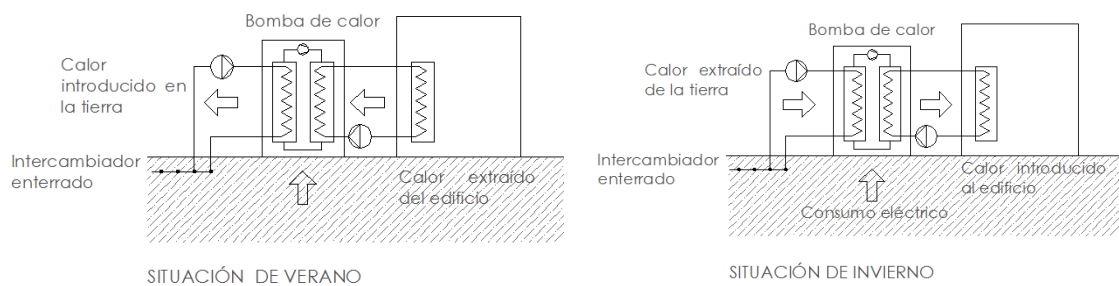 Bomba de calor
Calor
introducido en
la tierra
Intercambiador
enterrado
Calor extraído
del edificio
SITUACIÓN DE VERANO
Bomba de calor
Calor extraído
de la tierra
Intercambiador
enterrado
Calor introducido
al edificio
Consumo eléctrico
SITUACIÓN DE INVIERNO